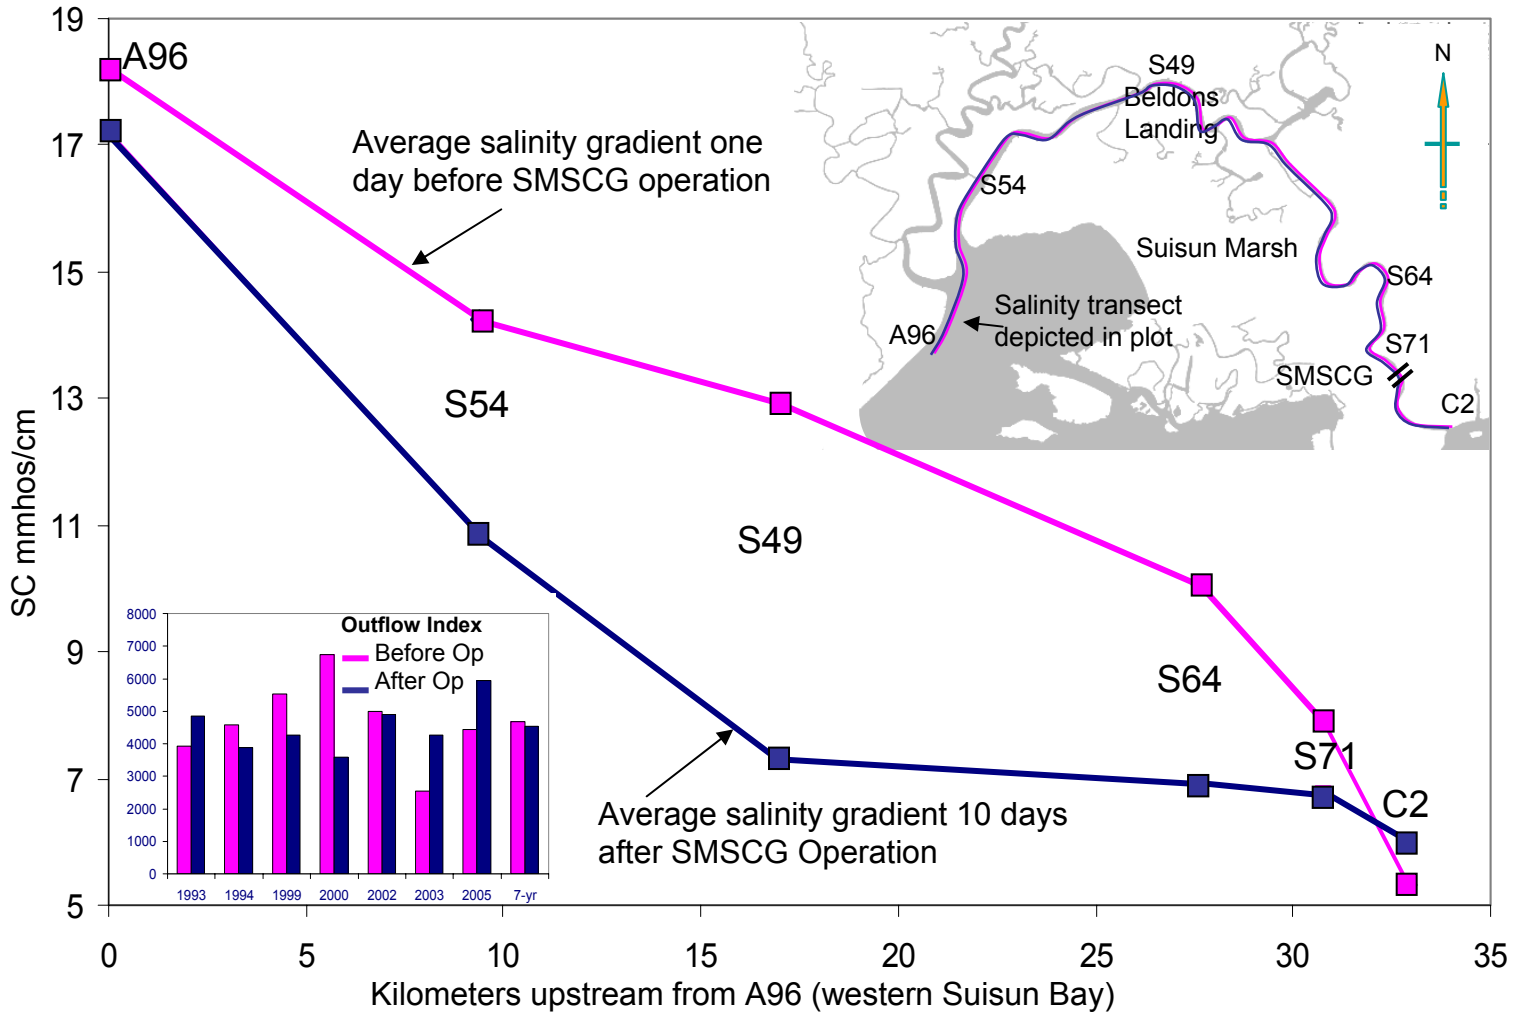 19
17
15
13
11
9
7
5
SC mmhos/cm
0
5
10
15
20
25
30
35
Kilometers upstream from A96 (western Suisun Bay)
A96
Average salinity gradient one
day before SMSCG operation
S54
S49
S64
S71
C2
Average salinity gradient 10 days
after SMSCG Operation
S49
Beldons
Landing
N
S54
Suisun Marsh
S64
Salinity transect
depicted in plot
A96
S71
SMSCG
C2
8000
7000
6000
5000
4000
3000
2000
1000
0
Outflow Index
Before Op
After Op
1993
1994
1999
2000
2002
2003
2005
7-yr